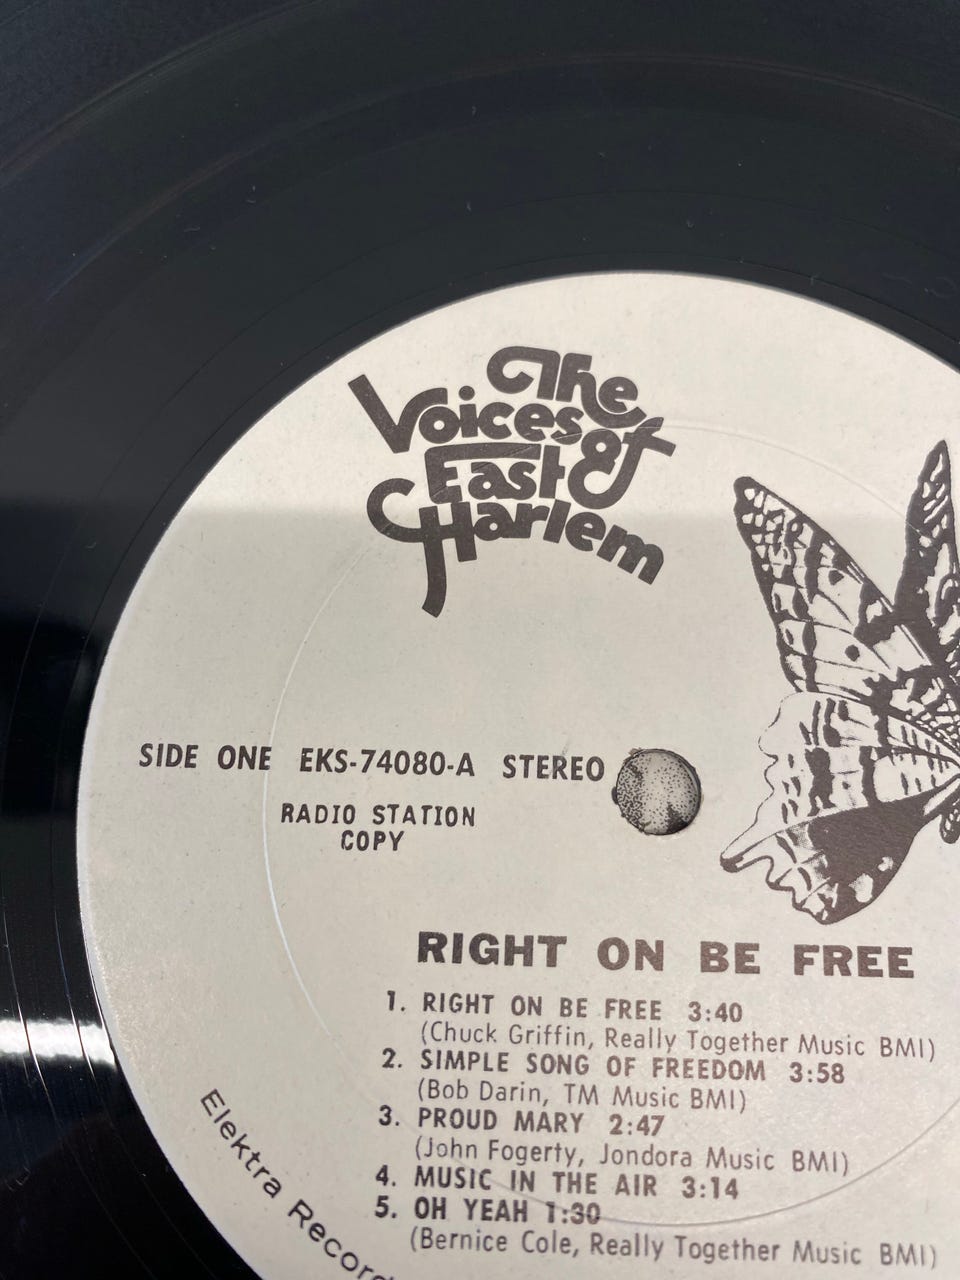 The
Voices of
East
Harlem
SIDE ONE EKS-74080-A STEREO
RADIO STATION
COPY
RIGHT ON BE FREE
1. RIGHT ON BE FREE 3:40
(Chuck Griffin, Really Together Music BMI)
2. SIMPLE SONG OF FREEDOM 3:58
(Bob Darin, TM Music BMI)
3. PROUD MARY 2:47
(John Fogerty, Jondora Music BMI)
4. MUSIC IN THE AIR 3:14
5. OH YEAH 1:30
(Bernice Cole, Really Together Music BMI)
Elektra Record